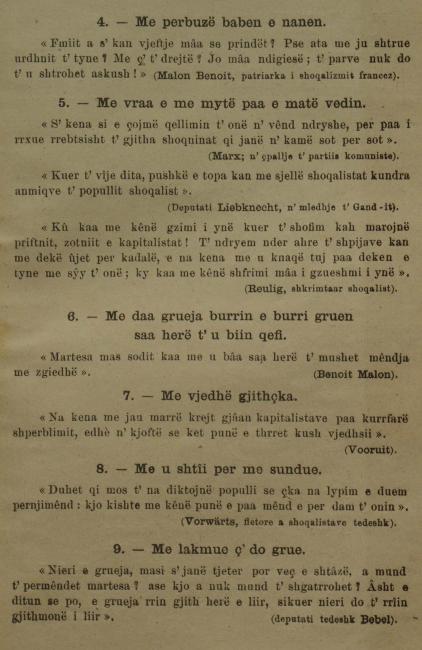 4. — Me perbuzë baben e nanen.
« Fmiit a s' kan vjeftje mâa se prindët? Pse ata me ju shtrue
urdhnit t' tyne? Me ç' t' drejtë? Jo mâa ndigiesë; t' parve nuk do
t' u shtrohet askush! » (Malon Benoit, patriarka i shoqalizmit francez).
5. — Me vraa e me mytë paa e matë vedin.
« S' kena si e çojmë qellimin t' onë n' vênd ndryshe, per paa i
rrxue rrebtsisht t' gjitha shoqninat qi janë n' kamë sot per sot ».
(Marx; n' çpallje t' partiis komuniste).
« Kuer t' vije dita, pushkë e topa kan me sjellë shoqalistat kundra
anmiqve t' popullit shoqalist ».
(Deputati Liebknecht, n' mledhje t' Gand-it).
« Kû kaa me kênë gzimi i ynë kuer t' shofim kah marojnë
priftnit, zotniit e kapitalistat! T' ndryem nder ahre t' shpijave kan
me dekë ûjet per kadalë, e na kena me u knaqë tuj paa deken e
tyne me sŷy t' onë; ky kaa me kênë shfrimi mâa i gzueshmi i ynë ».
(Reulig, shkrimtaar shoqalist).
6. — Me daa grueja burrin e burri gruen
saa herë t' u biin qefi.
« Martesa mas sodit kaa me u bâa saa herë t' mushet mêndja
me zgiedhë ». (Benoit Malon).
7. — Me vjedhë gjithçka.
« Na kena me jau marrë krejt gjâan kapitalistave paa kurrfarë
shperblimit, edhè n' kjoftë se ket punë e thrret kush vjedhsii ».
(Vooruit).
8. — Me u shtîi per me sundue.
« Duhet qi mos t' na diktojnë populli se çka na lypim e duem
pernjimênd: kjo kishte me kênë punë e paa mênd e per dam t' onin ».
(Vorwärts, fletore a shoqalistave tedeshk).
9. — Me lakmue ç' do grue.
« Nieri e grueja, masi s' janë tjeter por veç e shtâzë, a mund
t' permêndet martesa? ase kjo a nuk mund t' shgatrrohet? Âsht e
ditun se po, e grueja rrin gjith herë e liir, sikuer nieri do t' rrlin
gjithmonë i liir ». (deputati tedeshk Bebel).